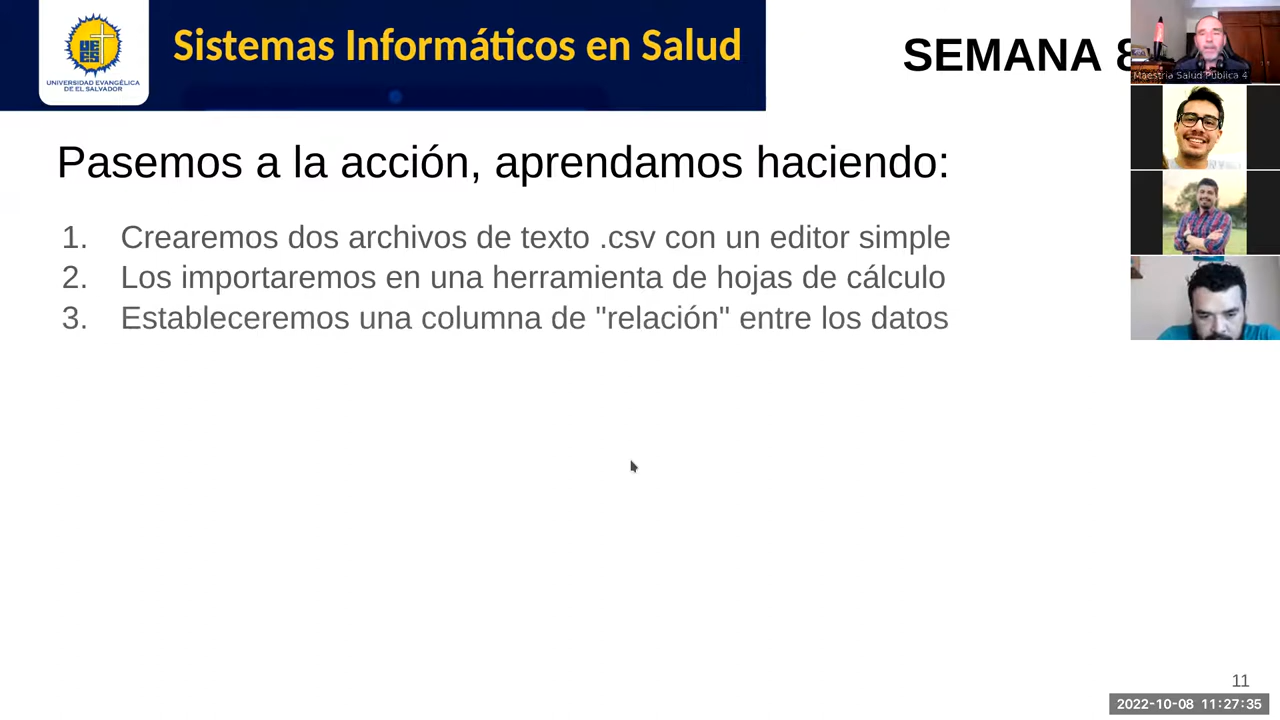 UNIVERSIDAD EVANGÉLICA
DE EL SALVADOR
Sistemas Informáticos en Salud
SEMANA 8
Maestría Salud Pública 4
Pasemos a la acción, aprendamos haciendo:
1. Crearemos dos archivos de texto .csv con un editor simple
2. Los importaremos en una herramienta de hojas de cálculo
3. Estableceremos una columna de "relación" entre los datos
11
2022-10-08 11:27:35